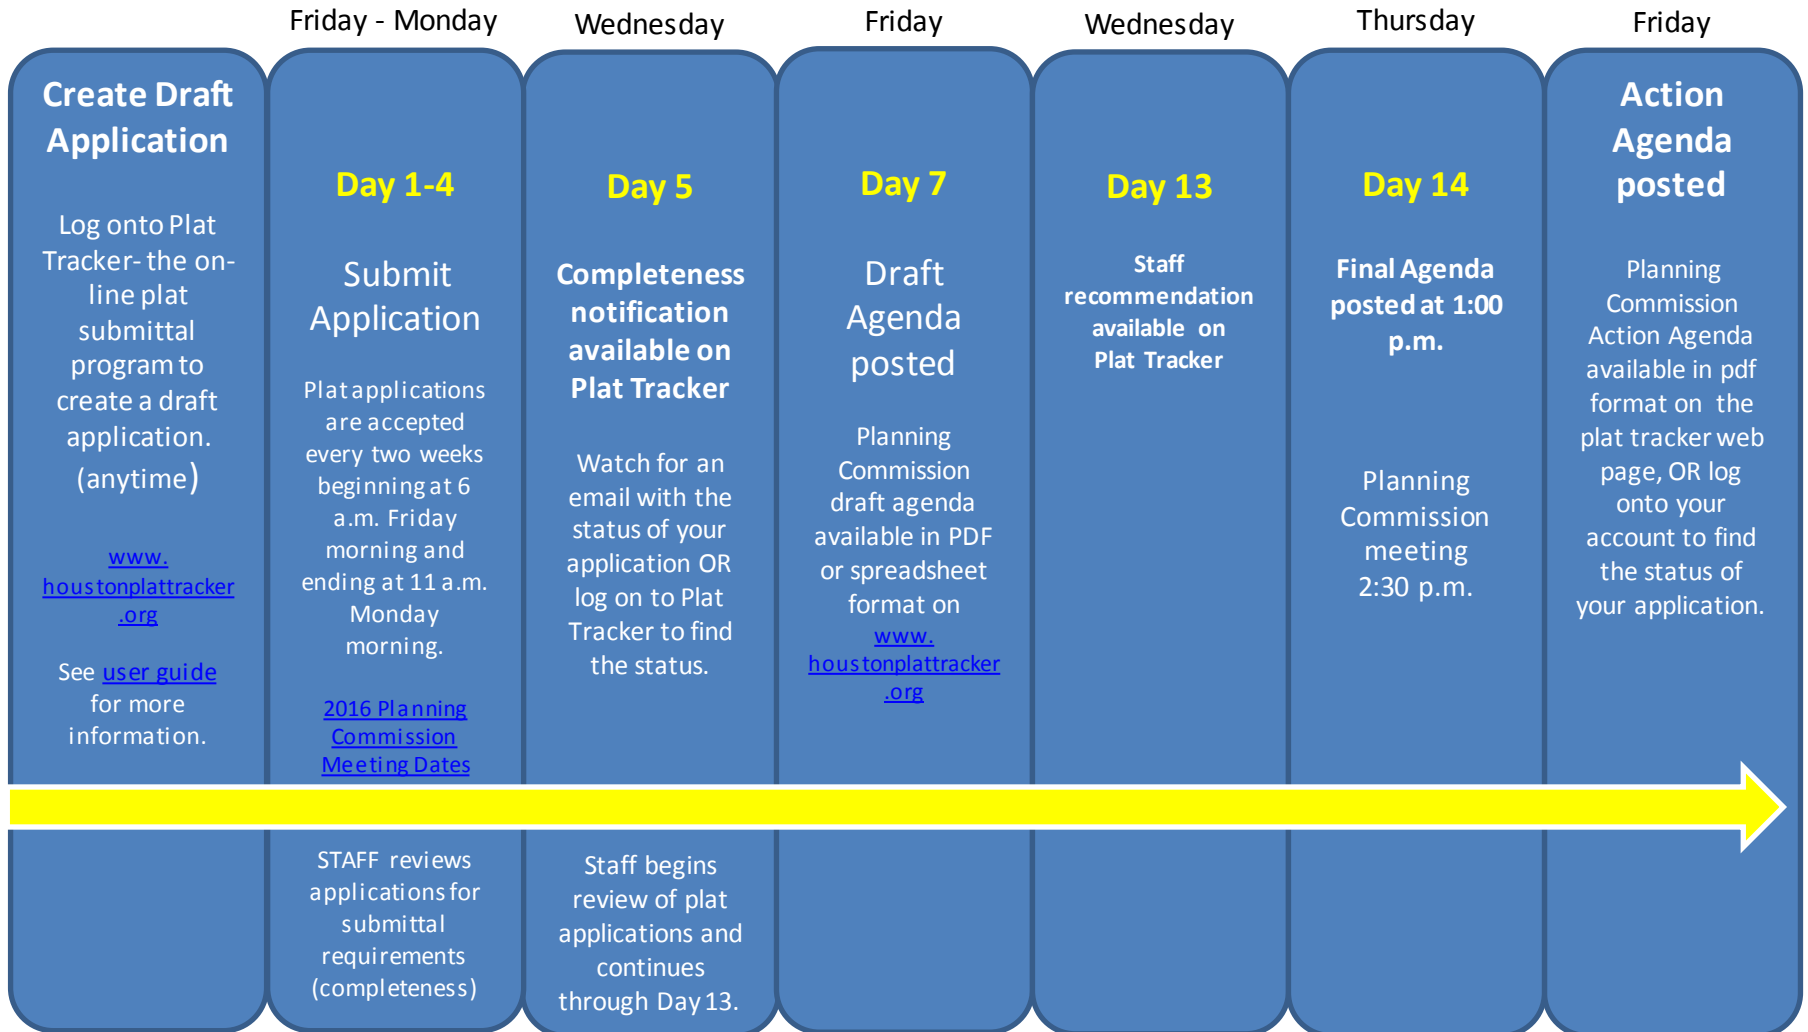 Friday - Monday
Wednesday
Friday
Wednesday
Thursday
Friday
Create Draft
Application
Log onto Plat
Tracker- the on-
line plat
submittal
program to
create a draft
application.
(anytime)
www.
houstonplattracker
.org
See user guide
for more
information.
Day 1-4
Submit
Application
Plat applications
are accepted
every two weeks
beginning at 6
a.m. Friday
morning and
ending at 11 a.m.
Monday
morning.
2016 Planning
Commission
Meeting Dates
STAFF reviews
applications for
submittal
requirements
(completeness)
Day 5
Completeness
notification
available on
Plat Tracker
Watch for an
email with the
status of your
application OR
log on to Plat
Tracker to find
the status.
Staff begins
review of plat
applications and
continues
through Day 13.
Day 7
Draft
Agenda
posted
Planning
Commission
draft agenda
available in PDF
or spreadsheet
format on
www.
houstonplattracker
.org
Day 13
Staff
recommendation
available on
Plat Tracker
Day 14
Final Agenda
posted at 1:00
p.m.
Planning
Commission
meeting
2:30 p.m.
Action
Agenda
posted
Planning
Commission
Action Agenda
available in pdf
format on the
plat tracker web
page, OR log
onto your
account to find
the status of
your application.